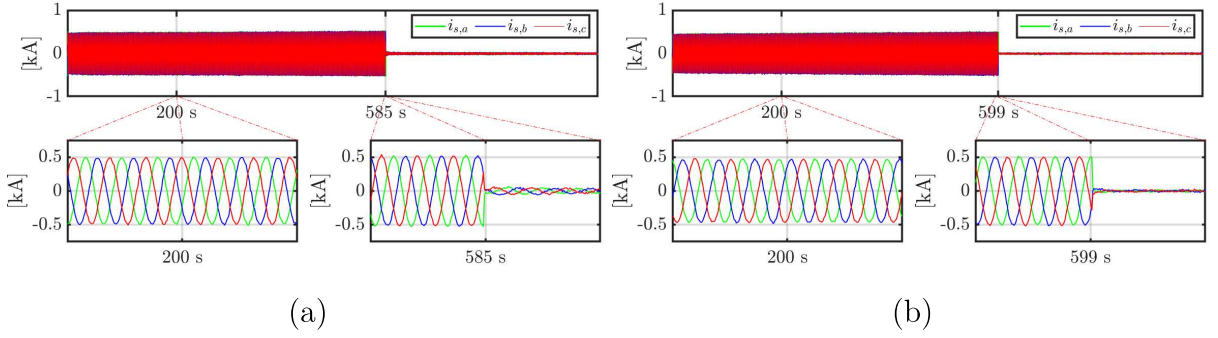 1
0
-1
[kA]
i_{s,a} i_{s,b} i_{s,c}
200 s
585 s
0.5
0
-0.5
[kA]
200 s
0.5
0
-0.5
[kA]
585 s
(a)
1
0
-1
[kA]
i_{s,a} i_{s,b} i_{s,c}
200 s
599 s
0.5
0
-0.5
[kA]
200 s
0.5
0
-0.5
[kA]
599 s
(b)